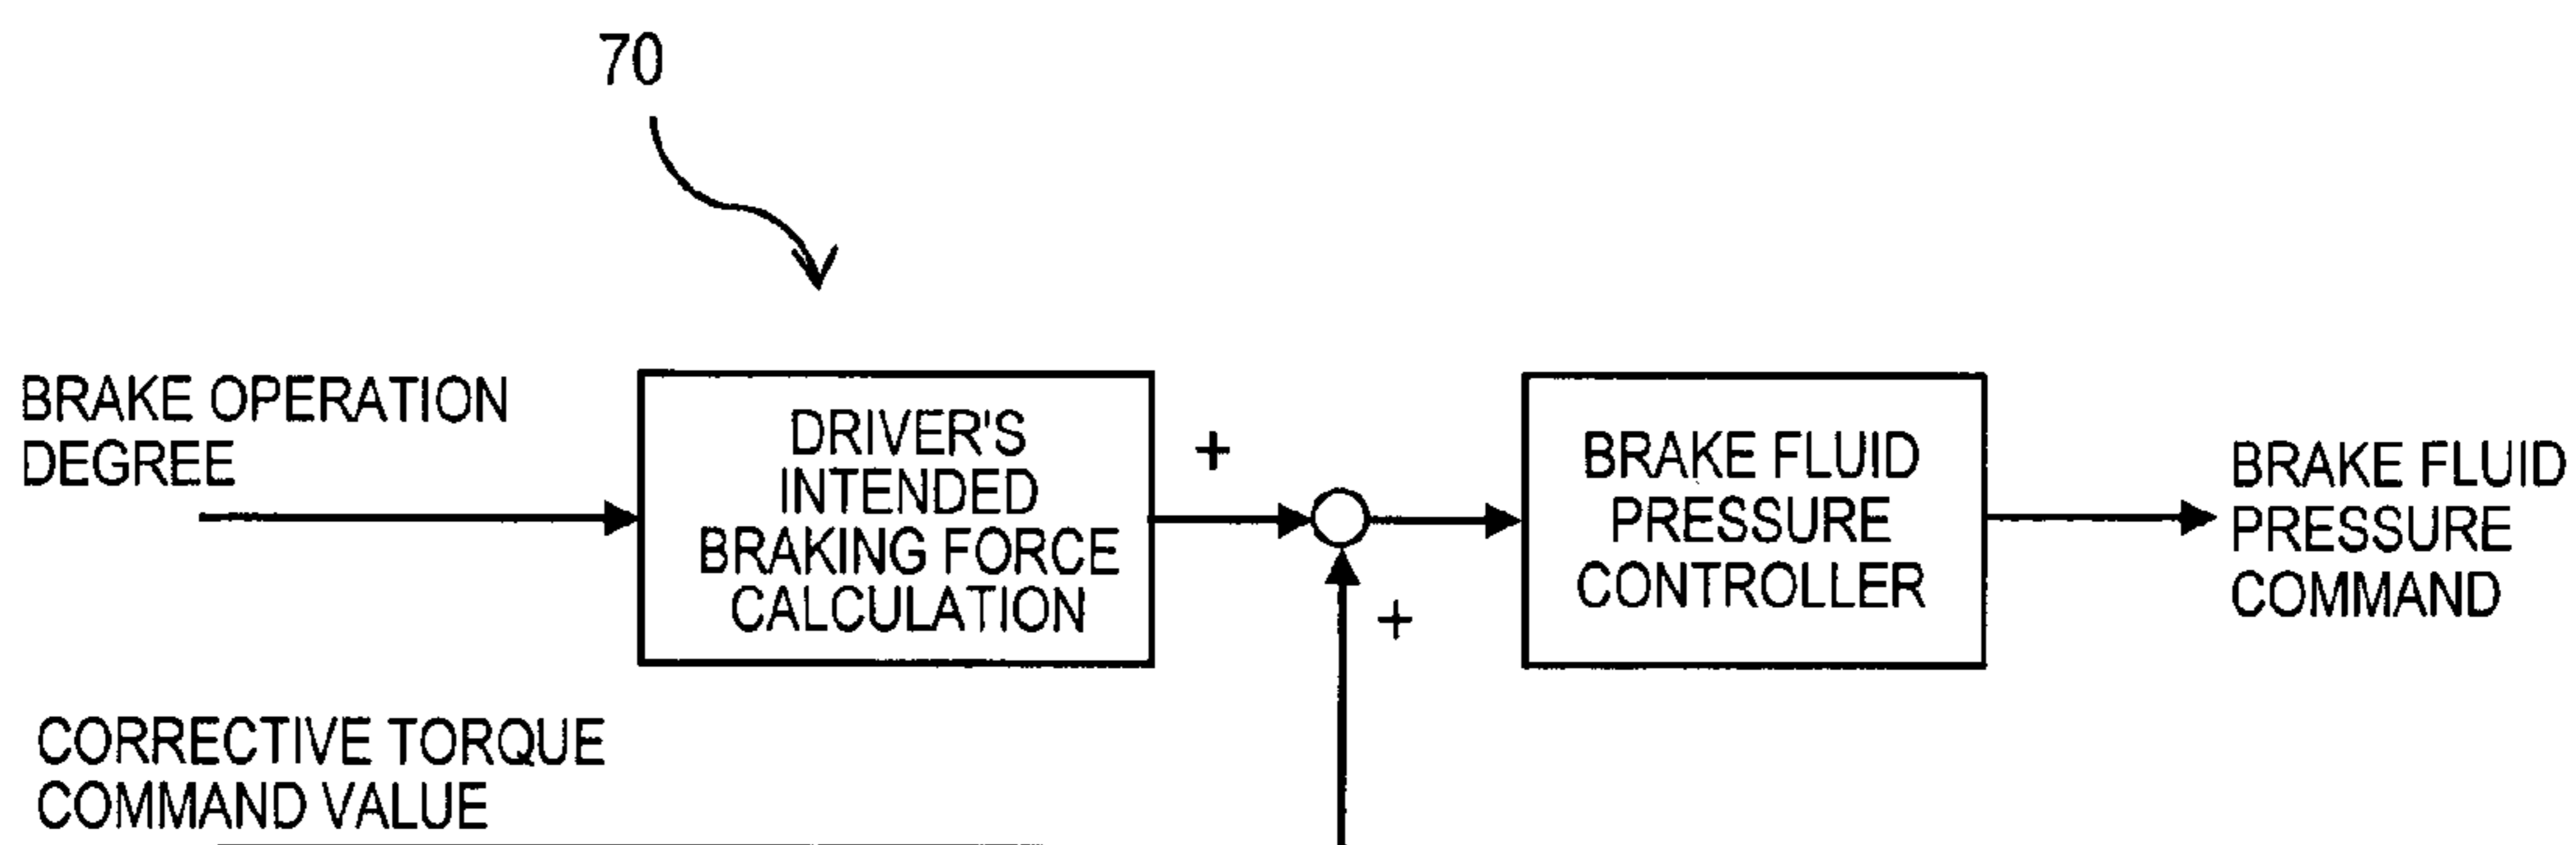 70
BRAKE OPERATION
DEGREE
DRIVER'S
INTENDED
BRAKING FORCE
CALCULATION
+
+
BRAKE FLUID
PRESSURE
CONTROLLER
BRAKE FLUID
PRESSURE
COMMAND
CORRECTIVE TORQUE
COMMAND VALUE